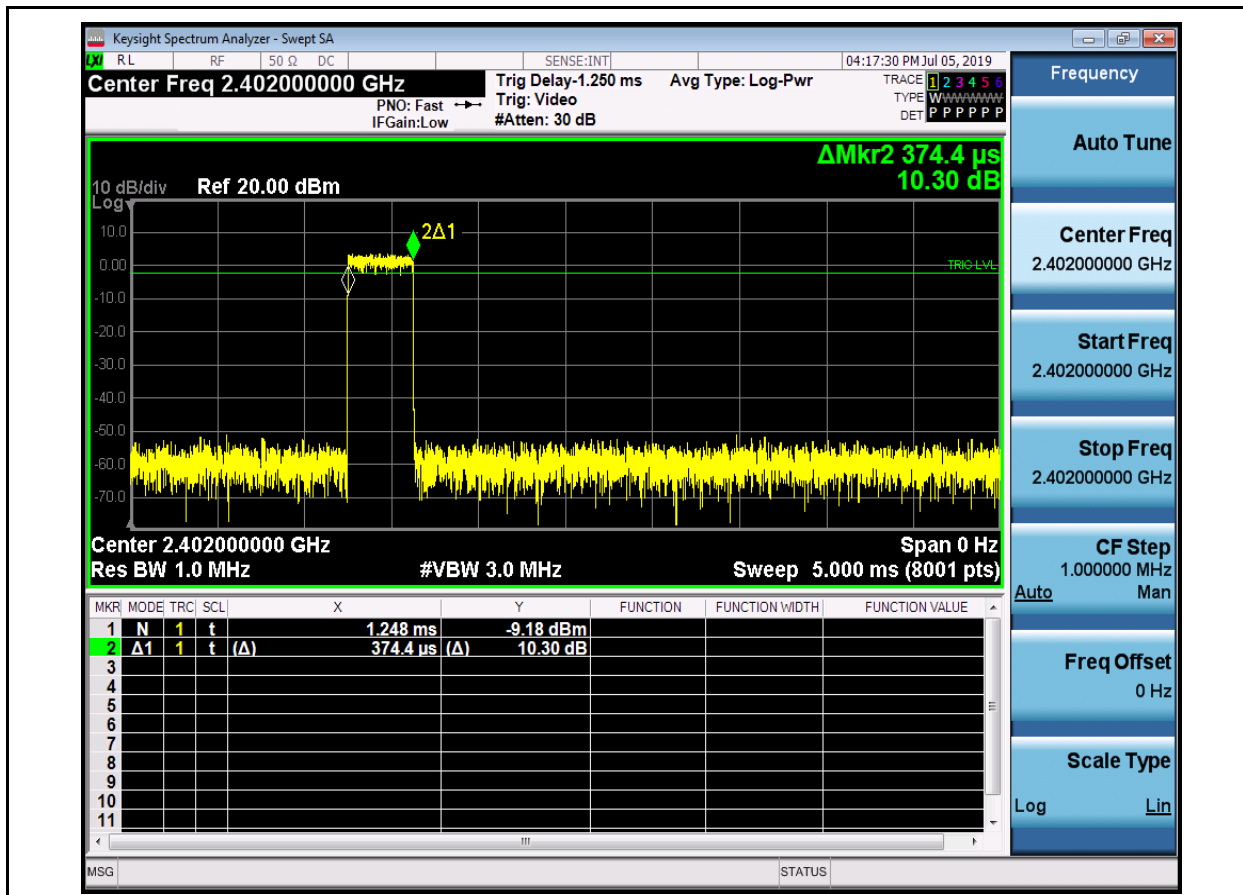 Keysight Spectrum Analyzer - Swept SA
LXI RL RF 50 Ω DC SENSE:INT 04:17:30 PM Jul 05, 2019
Center Freq 2.402000000 GHz Trig Delay-1.250 ms Avg Type: Log-Pwr TRACE 1 2 3 4 5 6
PNO: Fast Trig: Video TYPE WWWWWW
IFGain:Low #Atten: 30 dB DET P P P P P P
ΔMkr2 374.4 µs
10.30 dB
10 dB/div Ref 20.00 dBm
Log
10.0
2Δ1
0.00
TRIG LVL
-10.0
-20.0
-30.0
-40.0
-50.0
-60.0
-70.0
Center 2.402000000 GHz Span 0 Hz
Res BW 1.0 MHz #VBW 3.0 MHz Sweep 5.000 ms (8001 pts)
MKR MODE TRC SCL X Y FUNCTION FUNCTION WIDTH FUNCTION VALUE
1 N 1 t 1.248 ms -9.18 dBm
2 Δ1 1 t (Δ) 374.4 µs (Δ) 10.30 dB
3
4
5
6
7
8
9
10
11
MSG STATUS
Frequency
Auto Tune
Center Freq
2.402000000 GHz
Start Freq
2.402000000 GHz
Stop Freq
2.402000000 GHz
CF Step
1.000000 MHz
Auto Man
Freq Offset
0 Hz
Scale Type
Log Lin